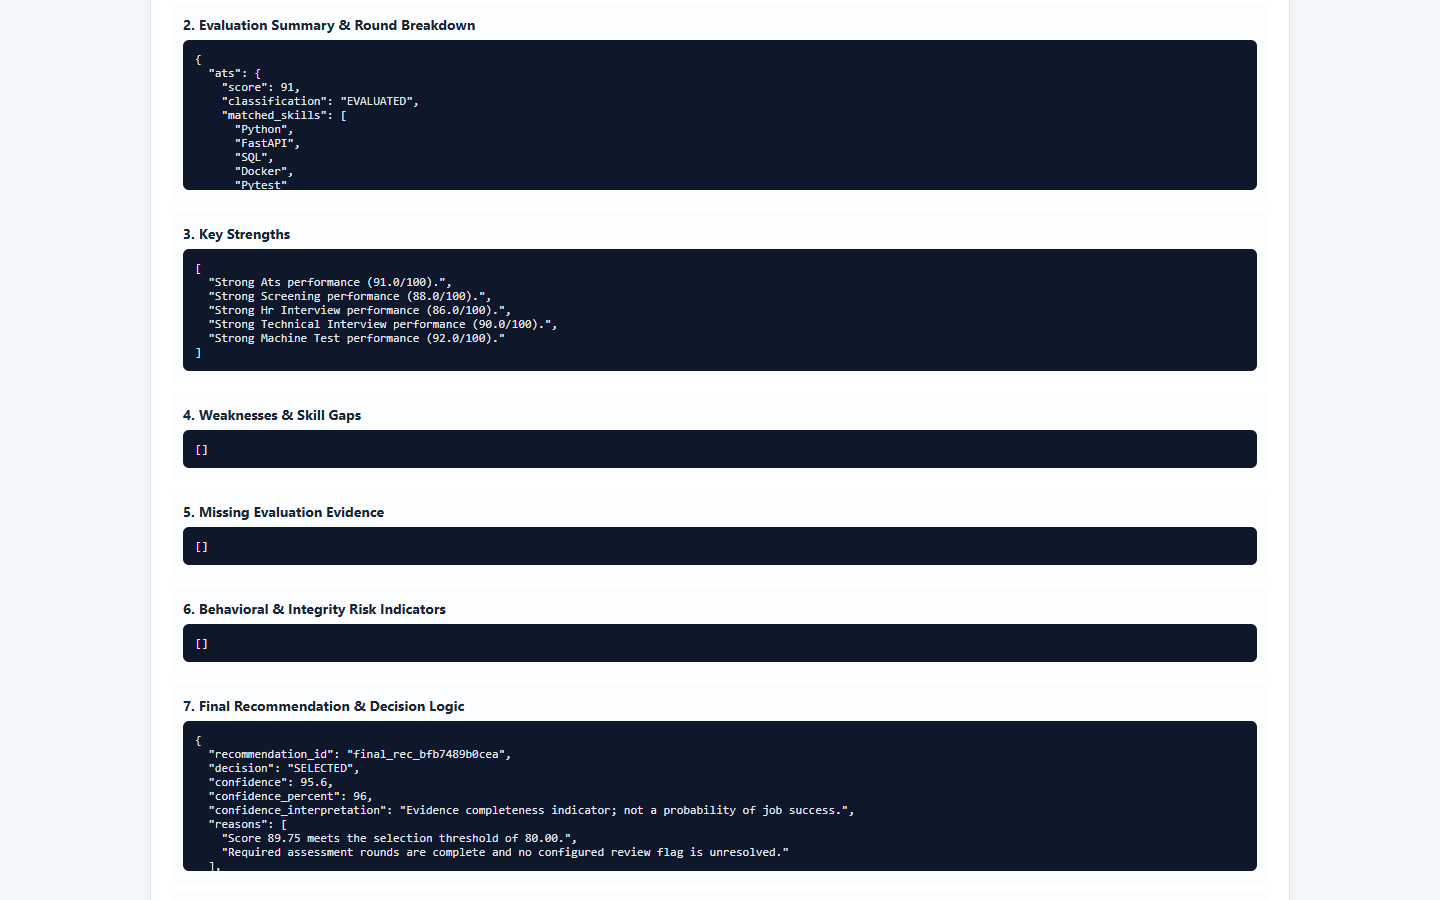 2. Evaluation Summary & Round Breakdown
{
  "ats": {
    "score": 91,
    "classification": "EVALUATED",
    "matched_skills": [
      "Python",
      "FastAPI",
      "SQL",
      "Docker",
      "Pytest"
3. Key Strengths
[
  "Strong Ats performance (91.0/100).",
  "Strong Screening performance (88.0/100).",
  "Strong Hr Interview performance (86.0/100).",
  "Strong Technical Interview performance (90.0/100).",
  "Strong Machine Test performance (92.0/100)."
]
4. Weaknesses & Skill Gaps
[]
5. Missing Evaluation Evidence
[]
6. Behavioral & Integrity Risk Indicators
[]
7. Final Recommendation & Decision Logic
{
  "recommendation_id": "final_rec_bfb7489b0cea",
  "decision": "SELECTED",
  "confidence": 95.6,
  "confidence_percent": 96,
  "confidence_interpretation": "Evidence completeness indicator; not a probability of job success.",
  "reasons": [
    "Score 89.75 meets the selection threshold of 80.00.",
    "Required assessment rounds are complete and no configured review flag is unresolved."
  ],